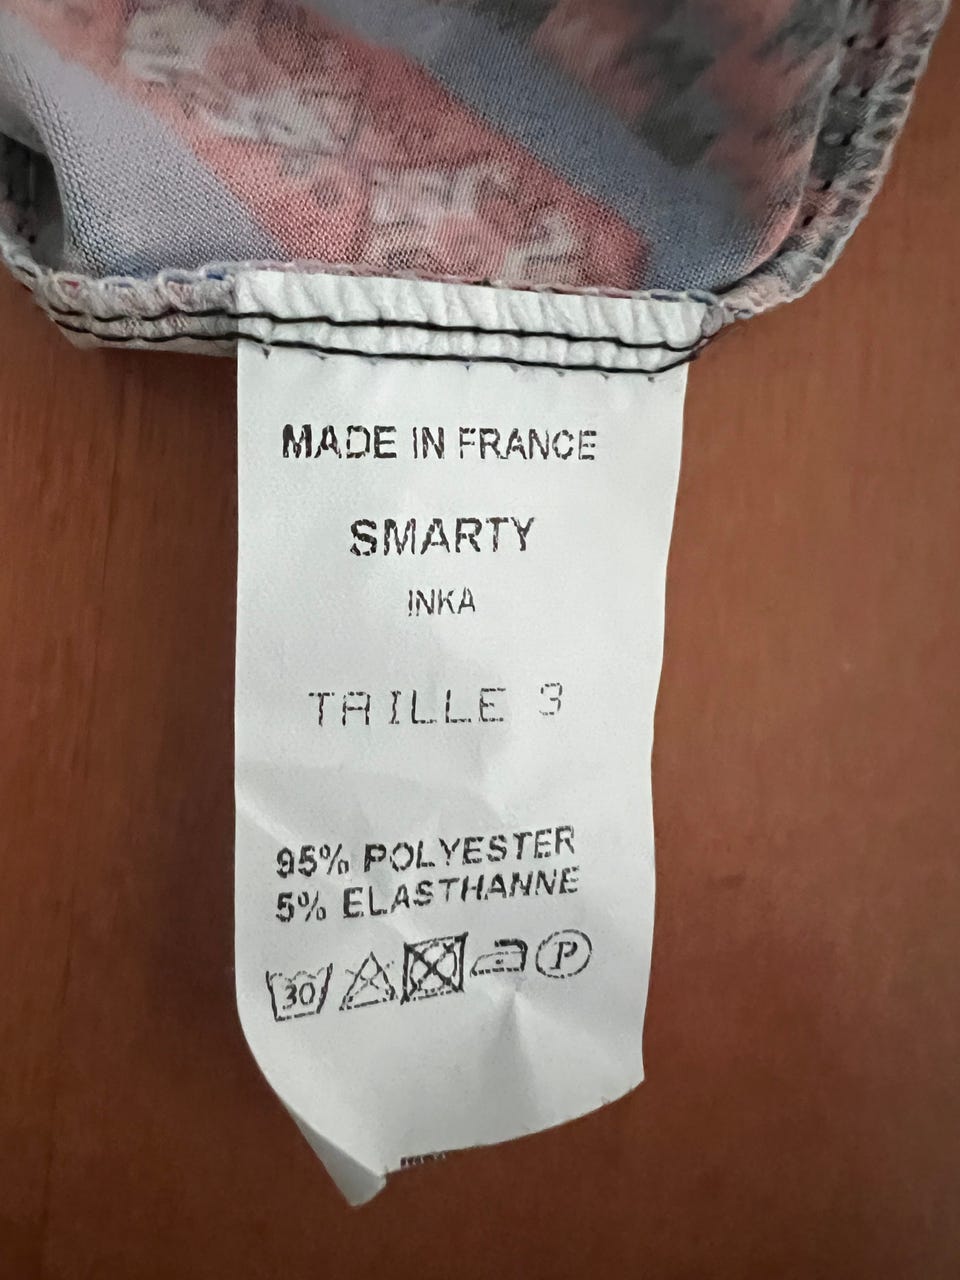 MADE IN FRANCE
SMARTY
INKA
TAILLE 3
95% POLYESTER
5% ELASTHANNE
30 P